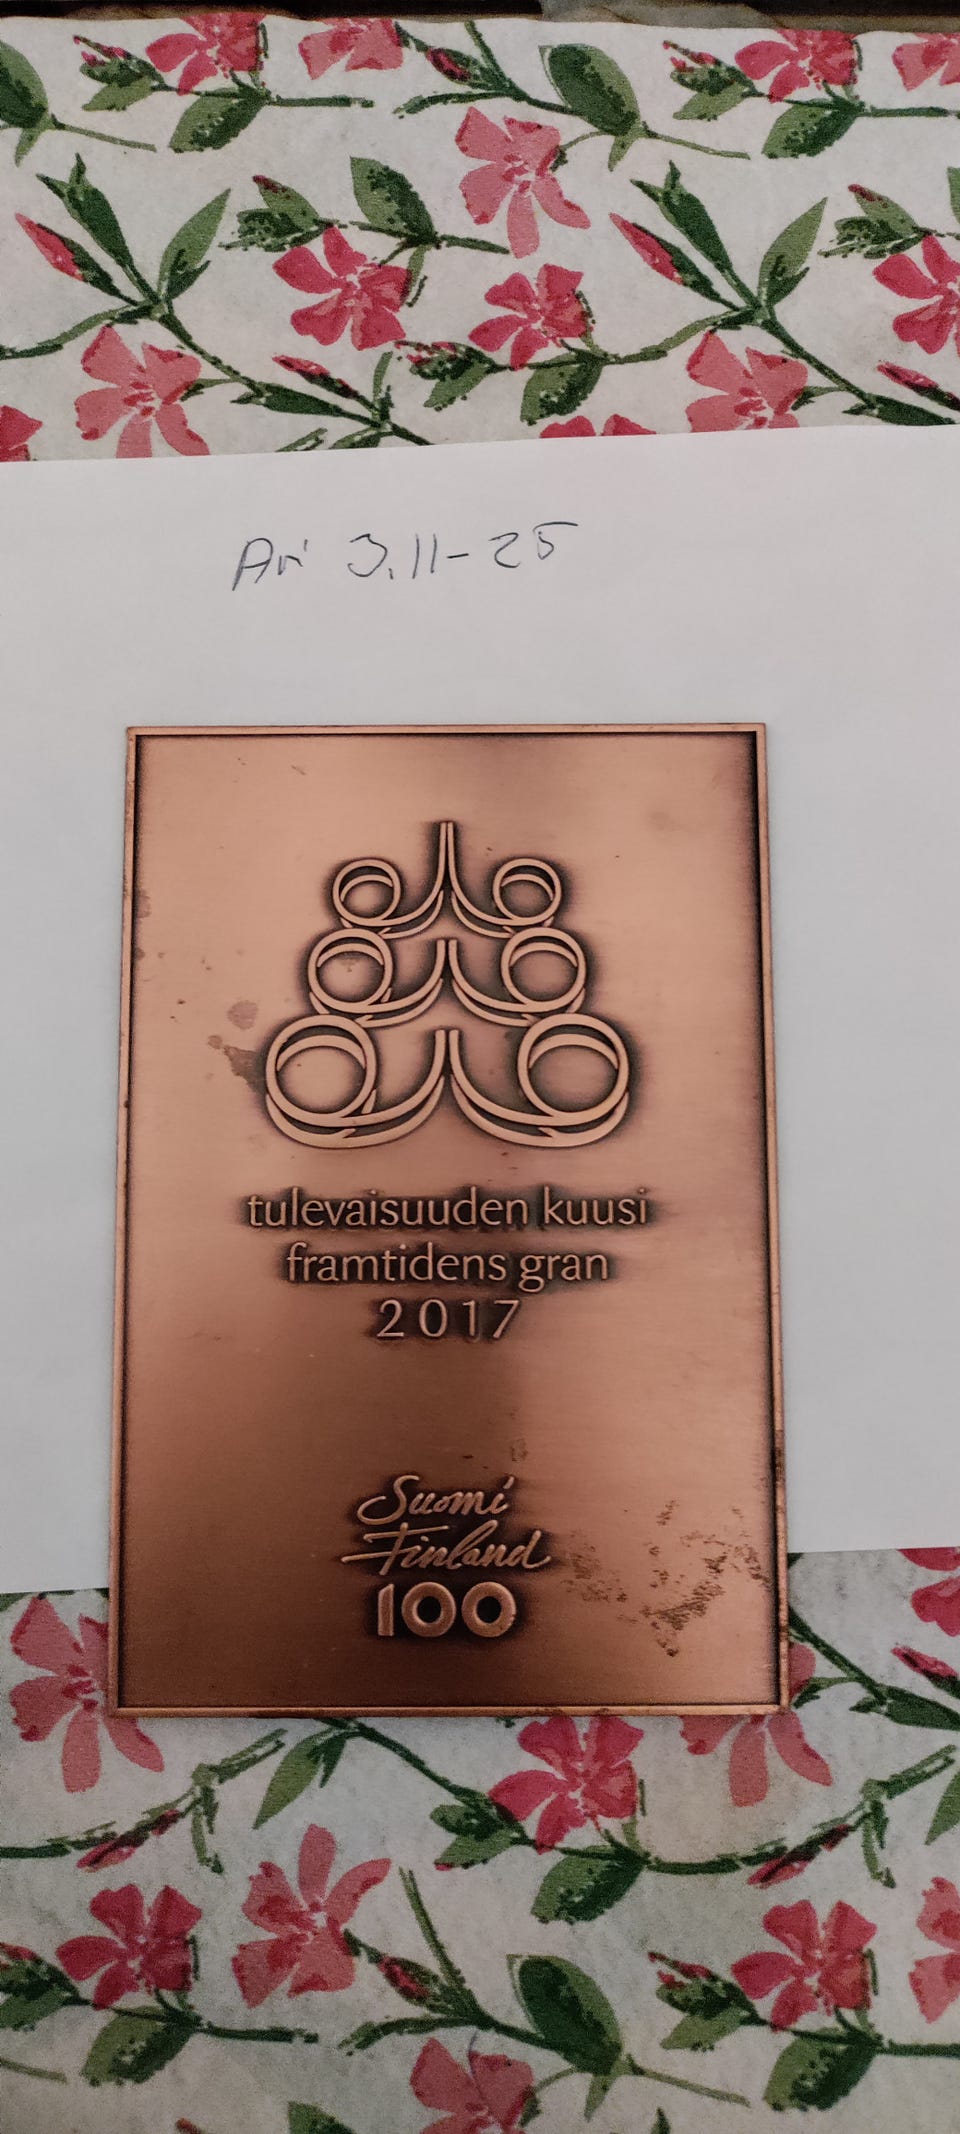 Ari 3.11-25
tulevaisuuden kuusi
framtidens gran
2017
Suomi
Finland
100